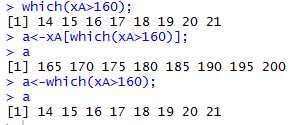 > which(xA>160);
[1] 14 15 16 17 18 19 20 21
> a<-xA[which(xA>160)];
> a
[1] 165 170 175 180 185 190 195 200
> a<-which(xA>160);
> a
[1] 14 15 16 17 18 19 20 21